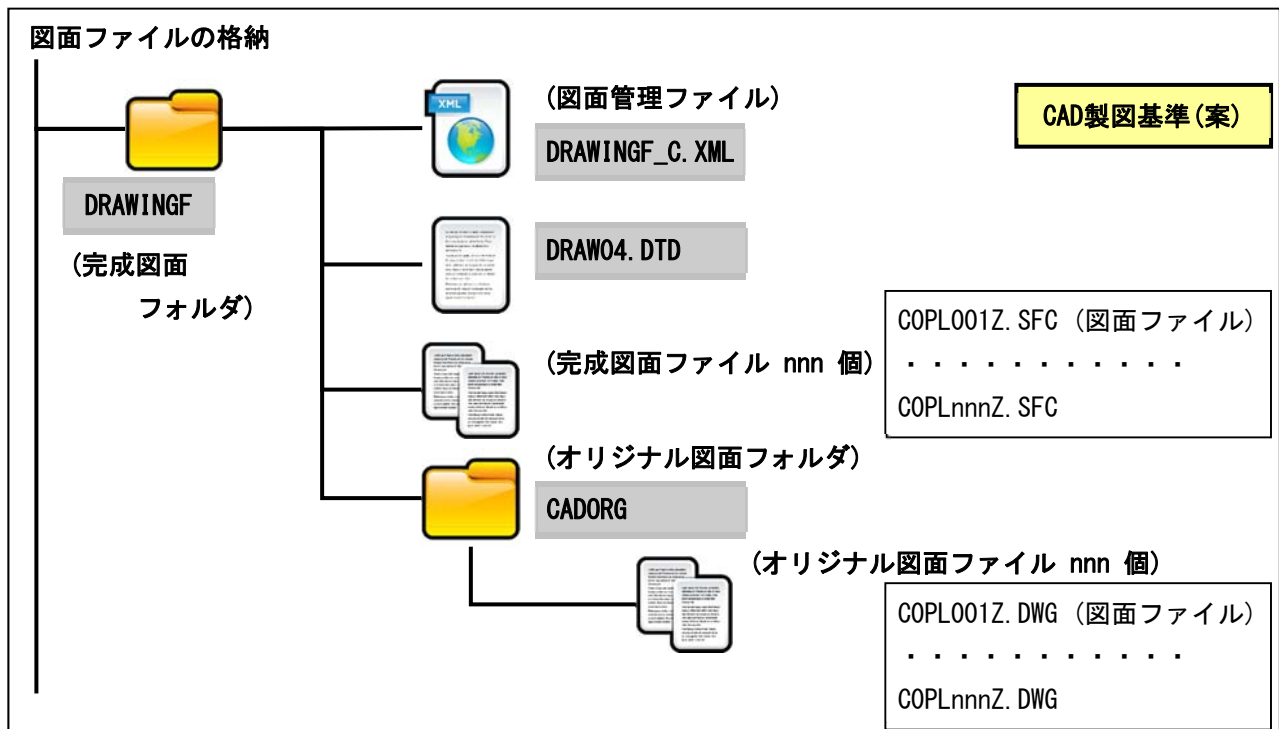 図面ファイルの格納
(図面管理ファイル)
DRAWINGF_C.XML
CAD製図基準(案)
XML
DRAWINGF
(完成図面
フォルダ)
DRAW04.DTD
(完成図面ファイル nnn 個)
C0PL001Z.SFC (図面ファイル)
・・・・・・・・・・・
C0PLnnnZ.SFC
(オリジナル図面フォルダ)
CADORG
(オリジナル図面ファイル nnn 個)
C0PL001Z.DWG (図面ファイル)
・・・・・・・・・・・
C0PLnnnZ.DWG